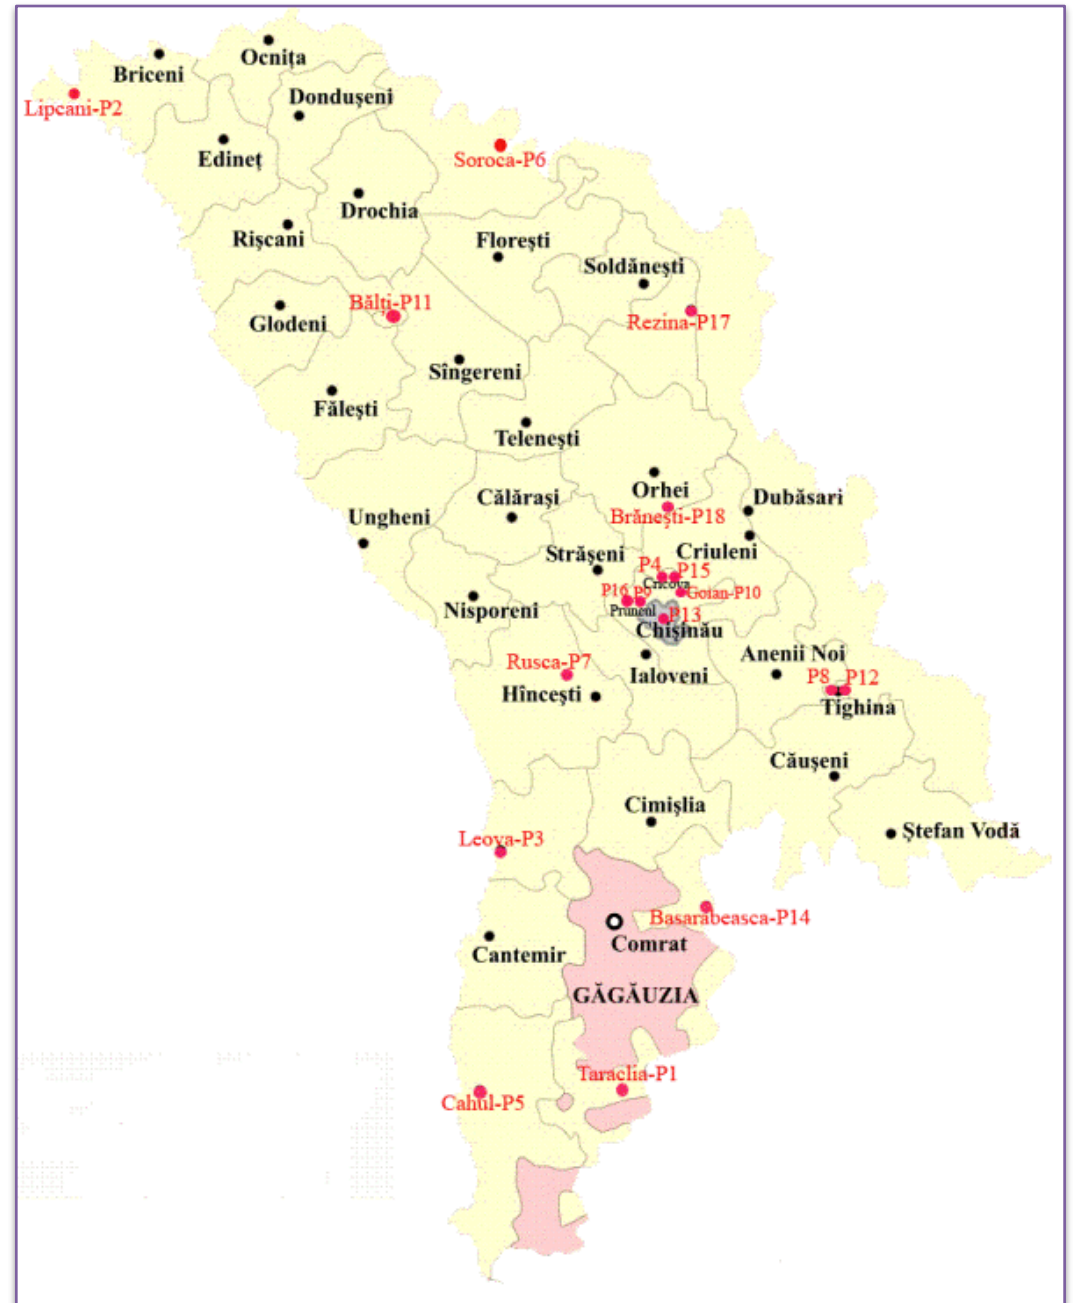 Ocnița
Briceni
Dondușeni
Lipcani-P2
Edineț
Soroca-P6
Drochia
Rîșcani
Florești
Soldănești
Bălți-P11
Glodeni
Rezina-P17
Sîngereni
Fălești
Telenești
Orhei
Călărași
Dubăsari
Brănești-P18
Ungheni
Strășeni
Criuleni
P4
P15
Cricova
P16
P9
Goian-P10
Nisporeni
Pruneni
P13
Chișinău
Anenii Noi
Rusca-P7
Ialoveni
P8
P12
Hîncești
Tighina
Căușeni
Cimișlia
Ștefan Vodă
Leova-P3
Basarabeasca-P14
Comrat
Cantemir
GĂGĂUZIA
Taraclia-P1
Cahul-P5